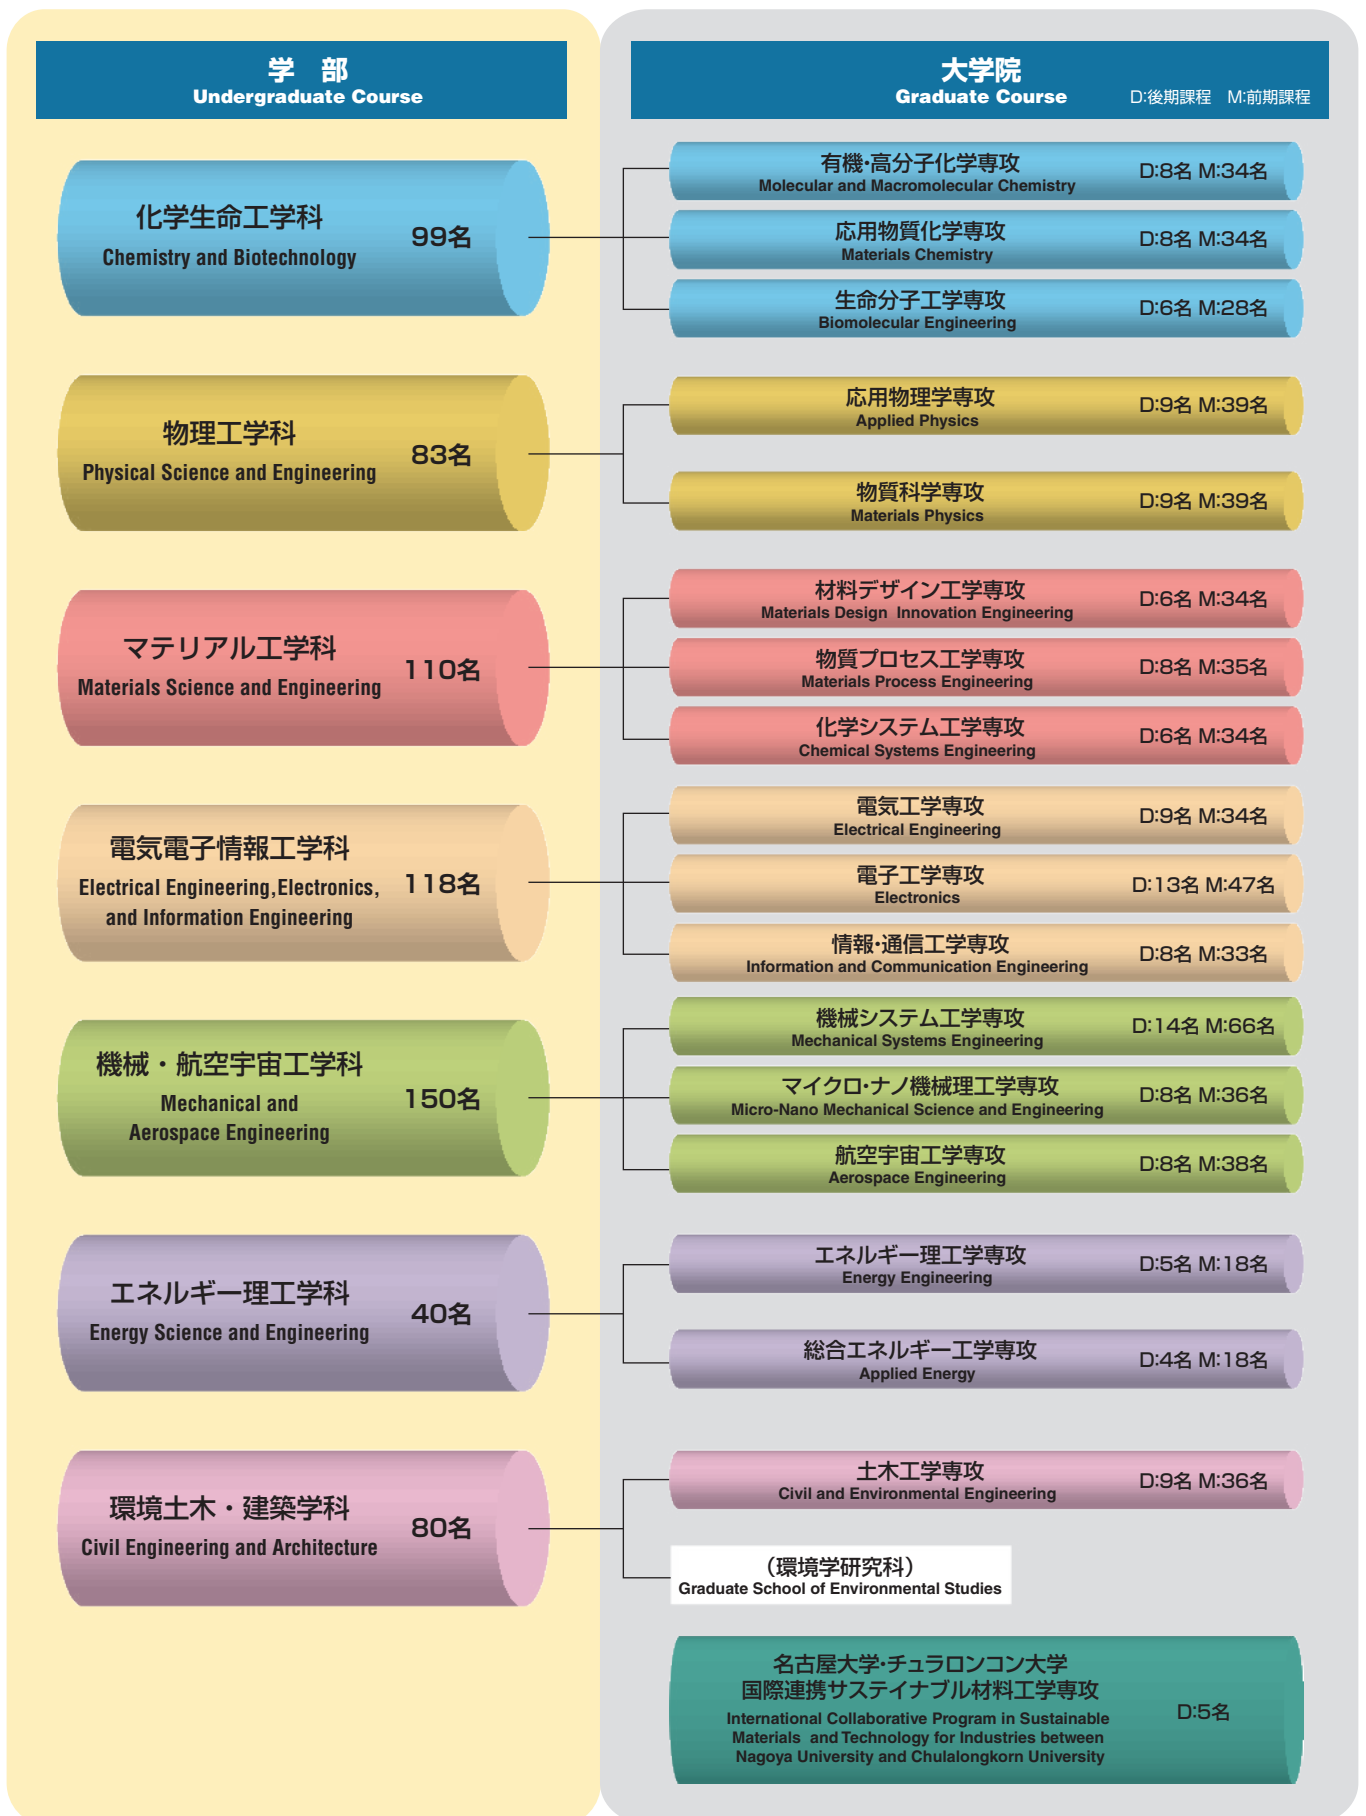 学　部
Undergraduate Course
化学生命工学科
99名
Chemistry and Biotechnology
物理工学科
83名
Physical Science and Engineering
マテリアル工学科
110名
Materials Science and Engineering
電気電子情報工学科
118名
Electrical Engineering,Electronics,
and Information Engineering
機械・航空宇宙工学科
150名
Mechanical and
Aerospace Engineering
エネルギー理工学科
40名
Energy Science and Engineering
環境土木・建築学科
80名
Civil Engineering and Architecture
大学院
Graduate Course
D:後期課程　M:前期課程
有機・高分子化学専攻
Molecular and Macromolecular Chemistry
D:8名 M:34名
応用物質化学専攻
Materials Chemistry
D:8名 M:34名
生命分子工学専攻
Biomolecular Engineering
D:6名 M:28名
応用物理学専攻
Applied Physics
D:9名 M:39名
物質科学専攻
Materials Physics
D:9名 M:39名
材料デザイン工学専攻
Materials Design Innovation Engineering
D:6名 M:34名
物質プロセス工学専攻
Materials Process Engineering
D:8名 M:35名
化学システム工学専攻
Chemical Systems Engineering
D:6名 M:34名
電気工学専攻
Electrical Engineering
D:9名 M:34名
電子工学専攻
Electronics
D:13名 M:47名
情報・通信工学専攻
Information and Communication Engineering
D:8名 M:33名
機械システム工学専攻
Mechanical Systems Engineering
D:14名 M:66名
マイクロ・ナノ機械理工学専攻
Micro-Nano Mechanical Science and Engineering
D:8名 M:36名
航空宇宙工学専攻
Aerospace Engineering
D:8名 M:38名
エネルギー理工学専攻
Energy Engineering
D:5名 M:18名
総合エネルギー工学専攻
Applied Energy
D:4名 M:18名
土木工学専攻
Civil and Environmental Engineering
D:9名 M:36名
（環境学研究科）
Graduate School of Environmental Studies
名古屋大学・チュラロンコン大学
国際連携サステイナブル材料工学専攻
International Collaborative Program in Sustainable
Materials and Technology for Industries between
Nagoya University and Chulalongkorn University
D:5名